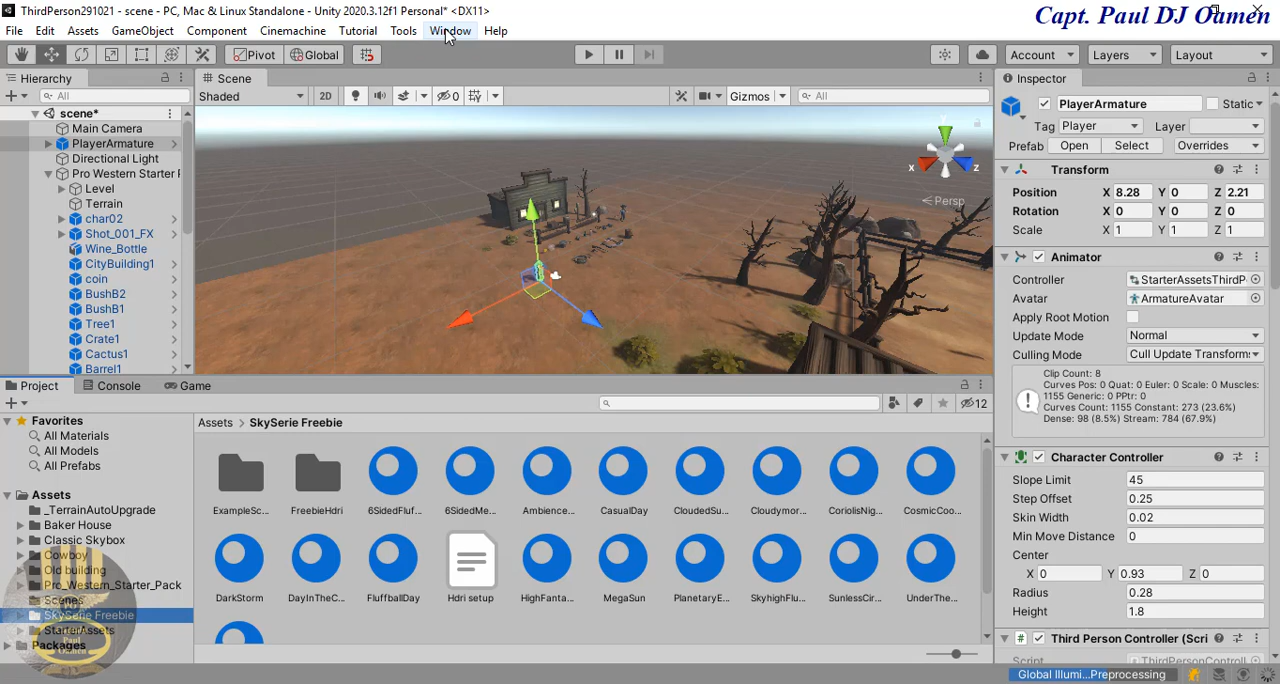 ThirdPerson291021 - scene - PC, Mac & Linux Standalone - Unity 2020.3.12f1 Personal* <DX11>
Capt. Paul DJ Oamen
File Edit Assets GameObject Component Cinemachine Tutorial Tools Window Help
Pivot Global Account Layers Layout
Hierarchy Scene Inspector
All Shaded 2D 0 Gizmos All
PlayerArmature Static
Tag Player Layer
Prefab Open Select Overrides
scene*
Main Camera
PlayerArmature
Directional Light
Pro Western Starter P
Level
Terrain
char02
Shot_001_FX
Wine_Bottle
CityBuilding1
coin
BushB2
BushB1
Tree1
Crate1
Cactus1
Barrel1
y
x z
Persp
Transform
Position X 8.28 Y 0 Z 2.21
Rotation X 0 Y 0 Z 0
Scale X 1 Y 1 Z 1
Animator
Controller StarterAssetsThirdP
Avatar ArmatureAvatar
Apply Root Motion
Update Mode Normal
Culling Mode Cull Update Transforms
Clip Count: 8
Curves Pos: 0 Quat: 0 Euler: 0 Scale: 0 Muscles:
1155 Generic: 0 PPtr: 0
Curves Count: 1155 Constant: 273 (23.6%)
Dense: 98 (8.5%) Stream: 784 (67.9%)
Character Controller
Slope Limit 45
Step Offset 0.25
Skin Width 0.02
Min Move Distance 0
Center
X 0 Y 0.93 Z 0
Radius 0.28
Height 1.8
Third Person Controller (Scri
Script ThirdPersonControll
Project Console Game
12
Favorites
All Materials
All Models
All Prefabs
Assets
_TerrainAutoUpgrade
Baker House
Classic Skybox
Cowboy
Old building
Pro_Western_Starter_Pack
Scenes
SkySerie Freebie
StarterAssets
Packages
Assets > SkySerie Freebie
ExampleSc... FreebieHdri 6SidedFluf... 6SidedMe... Ambience... CasualDay CloudedSu... Cloudymor... CoriolisNig... CosmicCoo...
DarkStorm DayInTheC... FluffballDay Hdri setup HighFanta... MegaSun PlanetaryE... SkyhighFlu... SunlessCir... UnderThe...
Global Illumi...Preprocessing